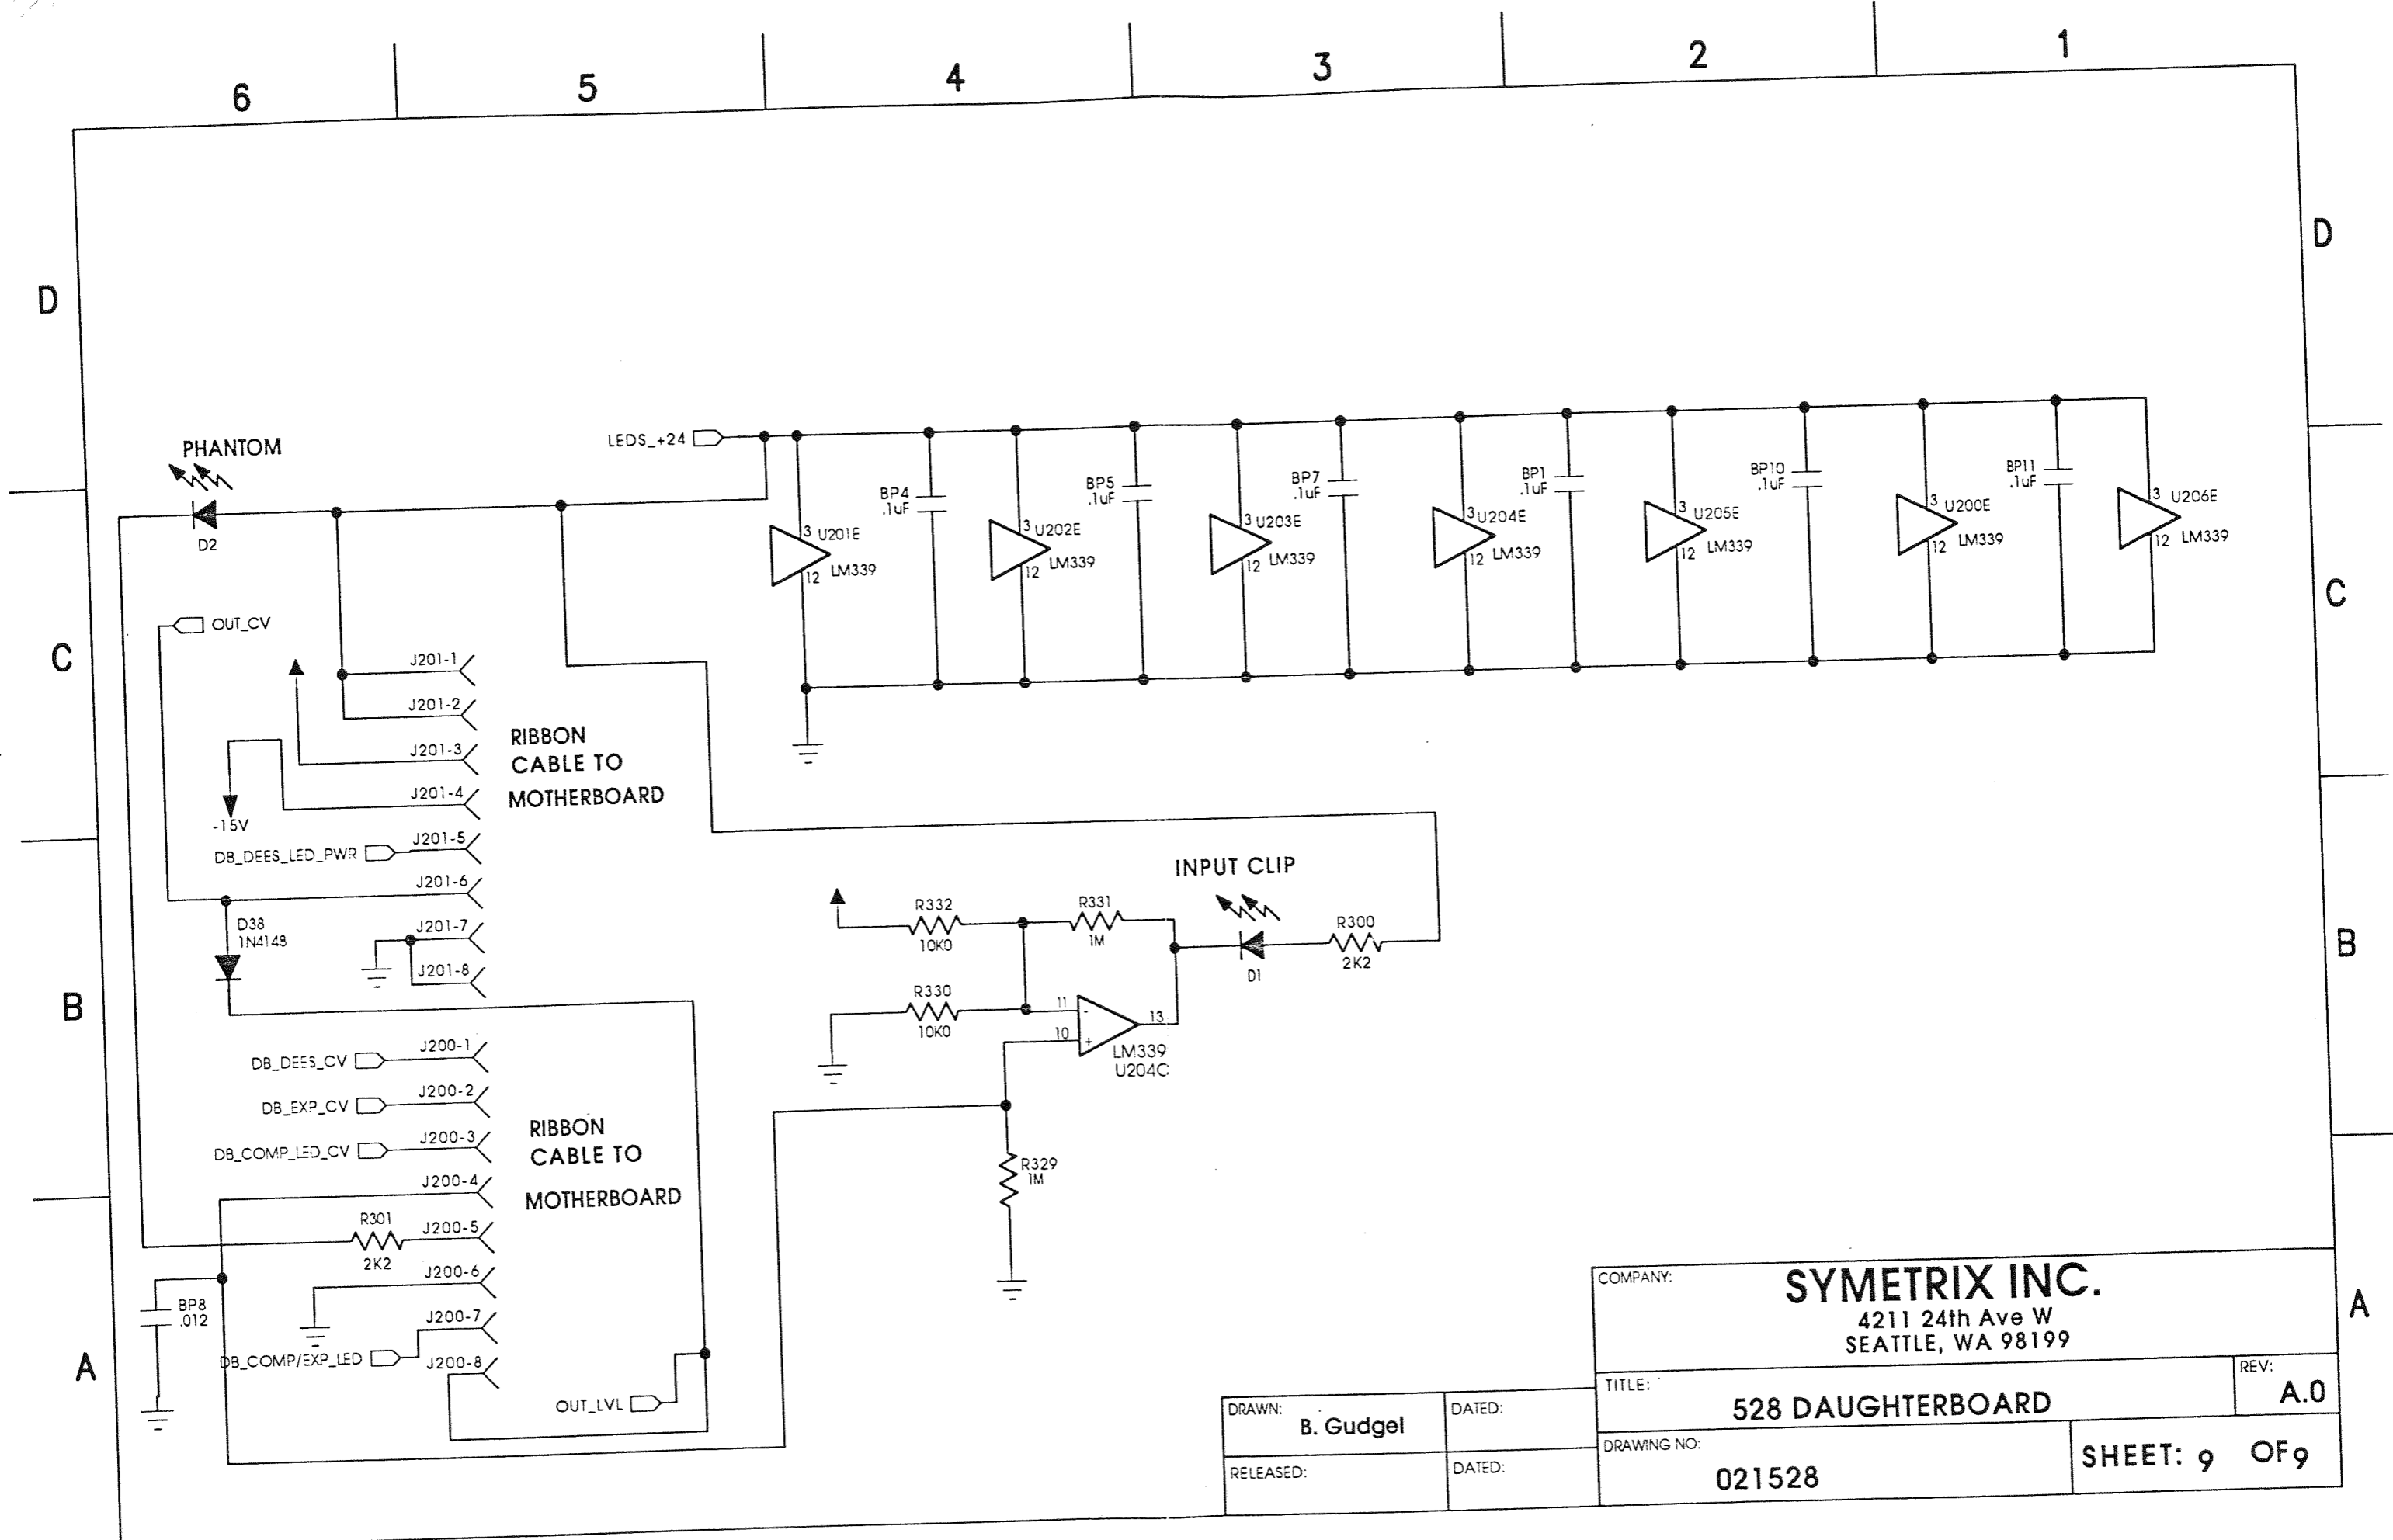 6 5 4 3 2 1
D
D
PHANTOM
D2
LEDS_+24
3 U201E
12 LM339
BP4
.1uF
3 U202E
12 LM339
BP5
.1uF
3 U203E
12 LM339
BP7
.1uF
3 U204E
12 LM339
BP1
.1uF
3 U205E
12 LM339
BP10
.1uF
3 U200E
12 LM339
BP11
.1uF
3 U206E
12 LM339
C
C
OUT_CV
J201-1
J201-2
J201-3
J201-4
-15V
RIBBON
CABLE TO
MOTHERBOARD
DB_DEES_LED_PWR
J201-5
J201-6
D38
1N4148
J201-7
J201-8
INPUT CLIP
R332
10K0
R331
1M
D1
R300
2K2
R330
10K0
11 -
10 +
13
LM339
U204C
R329
1M
B
B
DB_DEES_CV
J200-1
DB_EXP_CV
J200-2
DB_COMP_LED_CV
J200-3
J200-4
RIBBON
CABLE TO
MOTHERBOARD
R301
2K2
J200-5
J200-6
BP8
.012
J200-7
DB_COMP/EXP_LED
J200-8
OUT_LVL
A
A
COMPANY:
SYMETRIX INC.
4211 24th Ave W
SEATTLE, WA 98199
TITLE:
528 DAUGHTERBOARD
REV:
A.0
DRAWN:
B. Gudgel
DATED:
RELEASED:
DATED:
DRAWING NO:
021528
SHEET: 9 OF 9